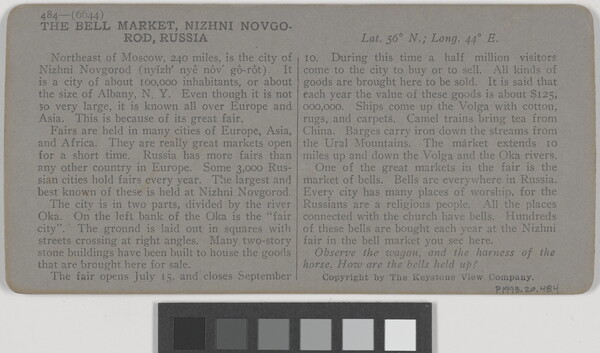 484—(6644)
THE BELL MARKET, NIZHNI NOVGO-
ROD, RUSSIA
Northeast of Moscow, 240 miles, is the city of
Nizhni Novgorod (nyĭzh' nyĕ nôv' gŏ-rŏt). It
is a city of about 100,000 inhabitants, or about
the size of Albany, N. Y. Even though it is not
so very large, it is known all over Europe and
Asia. This is because of its great fair.
Fairs are held in many cities of Europe, Asia,
and Africa. They are really great markets open
for a short time. Russia has more fairs than
any other country in Europe. Some 3,000 Rus-
sian cities hold fairs every year. The largest and
best known of these is held at Nizhni Novgorod.
The city is in two parts, divided by the river
Oka. On the left bank of the Oka is the "fair
city". The ground is laid out in squares with
streets crossing at right angles. Many two-story
stone buildings have been built to house the goods
that are brought here for sale.
The fair opens July 15, and closes September
Lat. 56° N.; Long. 44° E.
10. During this time a half million visitors
come to the city to buy or to sell. All kinds of
goods are brought here to be sold. It is said that
each year the value of these goods is about $125,
000,000. Ships come up the Volga with cotton,
rugs, and carpets. Camel trains bring tea from
China. Barges carry iron down the streams from
the Ural Mountains. The market extends 10
miles up and down the Volga and the Oka rivers.
One of the great markets in the fair is the
market of bells. Bells are everywhere in Russia.
Every city has many places of worship, for the
Russians are a religious people. All the places
connected with the church have bells. Hundreds
of these bells are bought each year at the Nizhni
fair in the bell market you see here.
Observe the wagon, and the harness of the
horse. How are the bells held up?
Copyright by The Keystone View Company.
P.1993.20.484